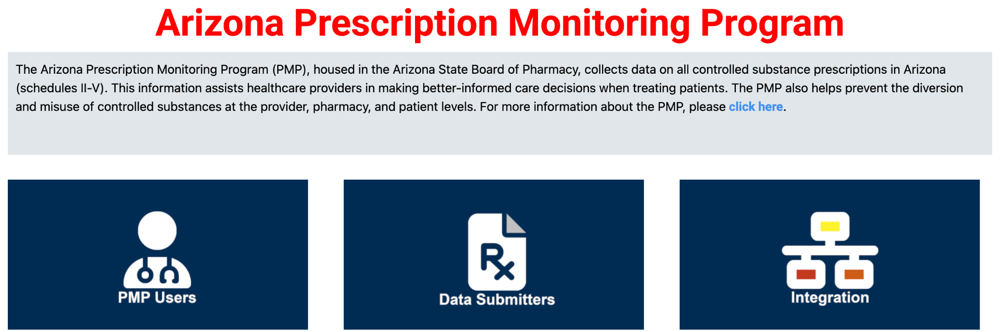 Arizona Prescription Monitoring Program
The Arizona Prescription Monitoring Program (PMP), housed in the Arizona State Board of Pharmacy, collects data on all controlled substance prescriptions in Arizona
(schedules II-V). This information assists healthcare providers in making better-informed care decisions when treating patients. The PMP also helps prevent the diversion
and misuse of controlled substances at the provider, pharmacy, and patient levels. For more information about the PMP, please click here.
Rx
PMP Users
Data Submitters
Integration